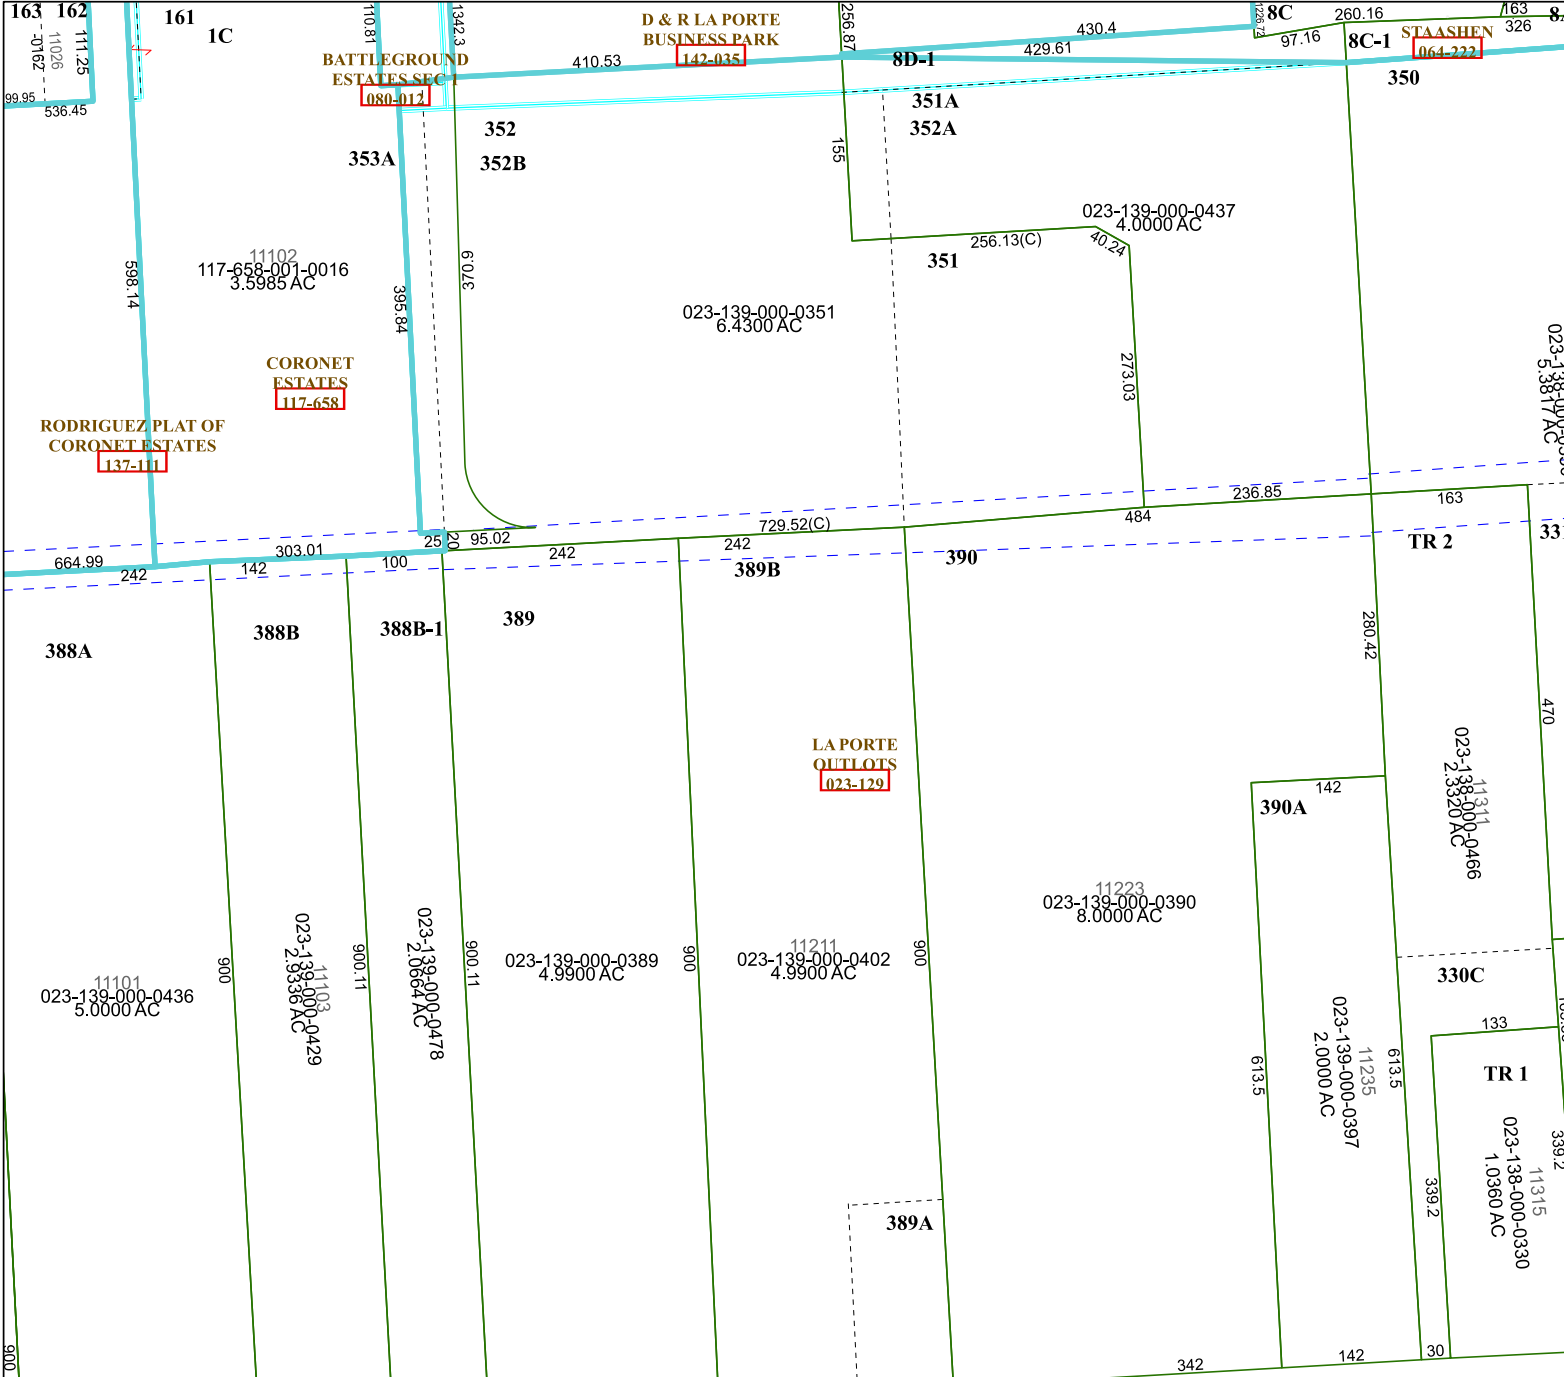 163
162
161
1C
-0162
11026
111.25
99.95
536.45
110.81
1342.3
BATTLEGROUND
ESTATES SEC 1
080-012
D & R LA PORTE
BUSINESS PARK
142-035
410.53
256.87
430.4
429.61
8D-1
1226.72
8C
97.16
260.16
8C-1
163
326
STAASHEN
064-222
350
351A
352A
352
352B
353A
155
023-139-000-0437
4.0000 AC
256.13(C)
40.24
351
11102
117-658-001-0016
3.5985 AC
598.14
395.84
370.9
023-139-000-0351
6.4300 AC
273.03
5.3817 AC
CORONET
ESTATES
117-658
RODRIGUEZ PLAT OF
CORONET ESTATES
137-111
236.85
163
484
729.52(C)
95.02
20
25
303.01
664.99
242
142
100
242
242
389B
390
TR 2
388A
388B
388B-1
389
280.42
470
LA PORTE
OUTLOTS
023-129
142
390A
11311
023-138-000-0466
2.3320 AC
11223
023-139-000-0390
8.0000 AC
11211
023-139-000-0402
4.9900 AC
023-139-000-0389
4.9900 AC
023-139-000-0478
2.0664 AC
11103
023-139-000-0429
2.9336 AC
11101
023-139-000-0436
5.0000 AC
900
900.11
900.11
900
900
330C
133
TR 1
613.5
11235
023-139-000-0397
2.0000 AC
613.5
339.2
11315
023-138-000-0330
1.0360 AC
339.2
389A
900
342
142
30